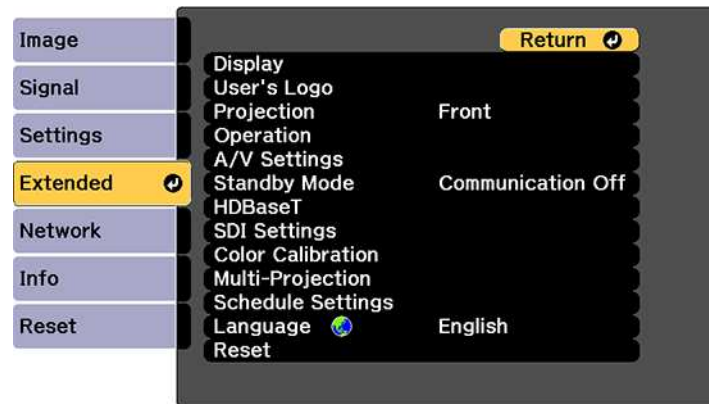 Image
Signal
Settings
Extended
Network
Info
Reset
Return
Display
User's Logo
Projection Front
Operation
A/V Settings
Standby Mode Communication Off
HDBaseT
SDI Settings
Color Calibration
Multi-Projection
Schedule Settings
Language English
Reset